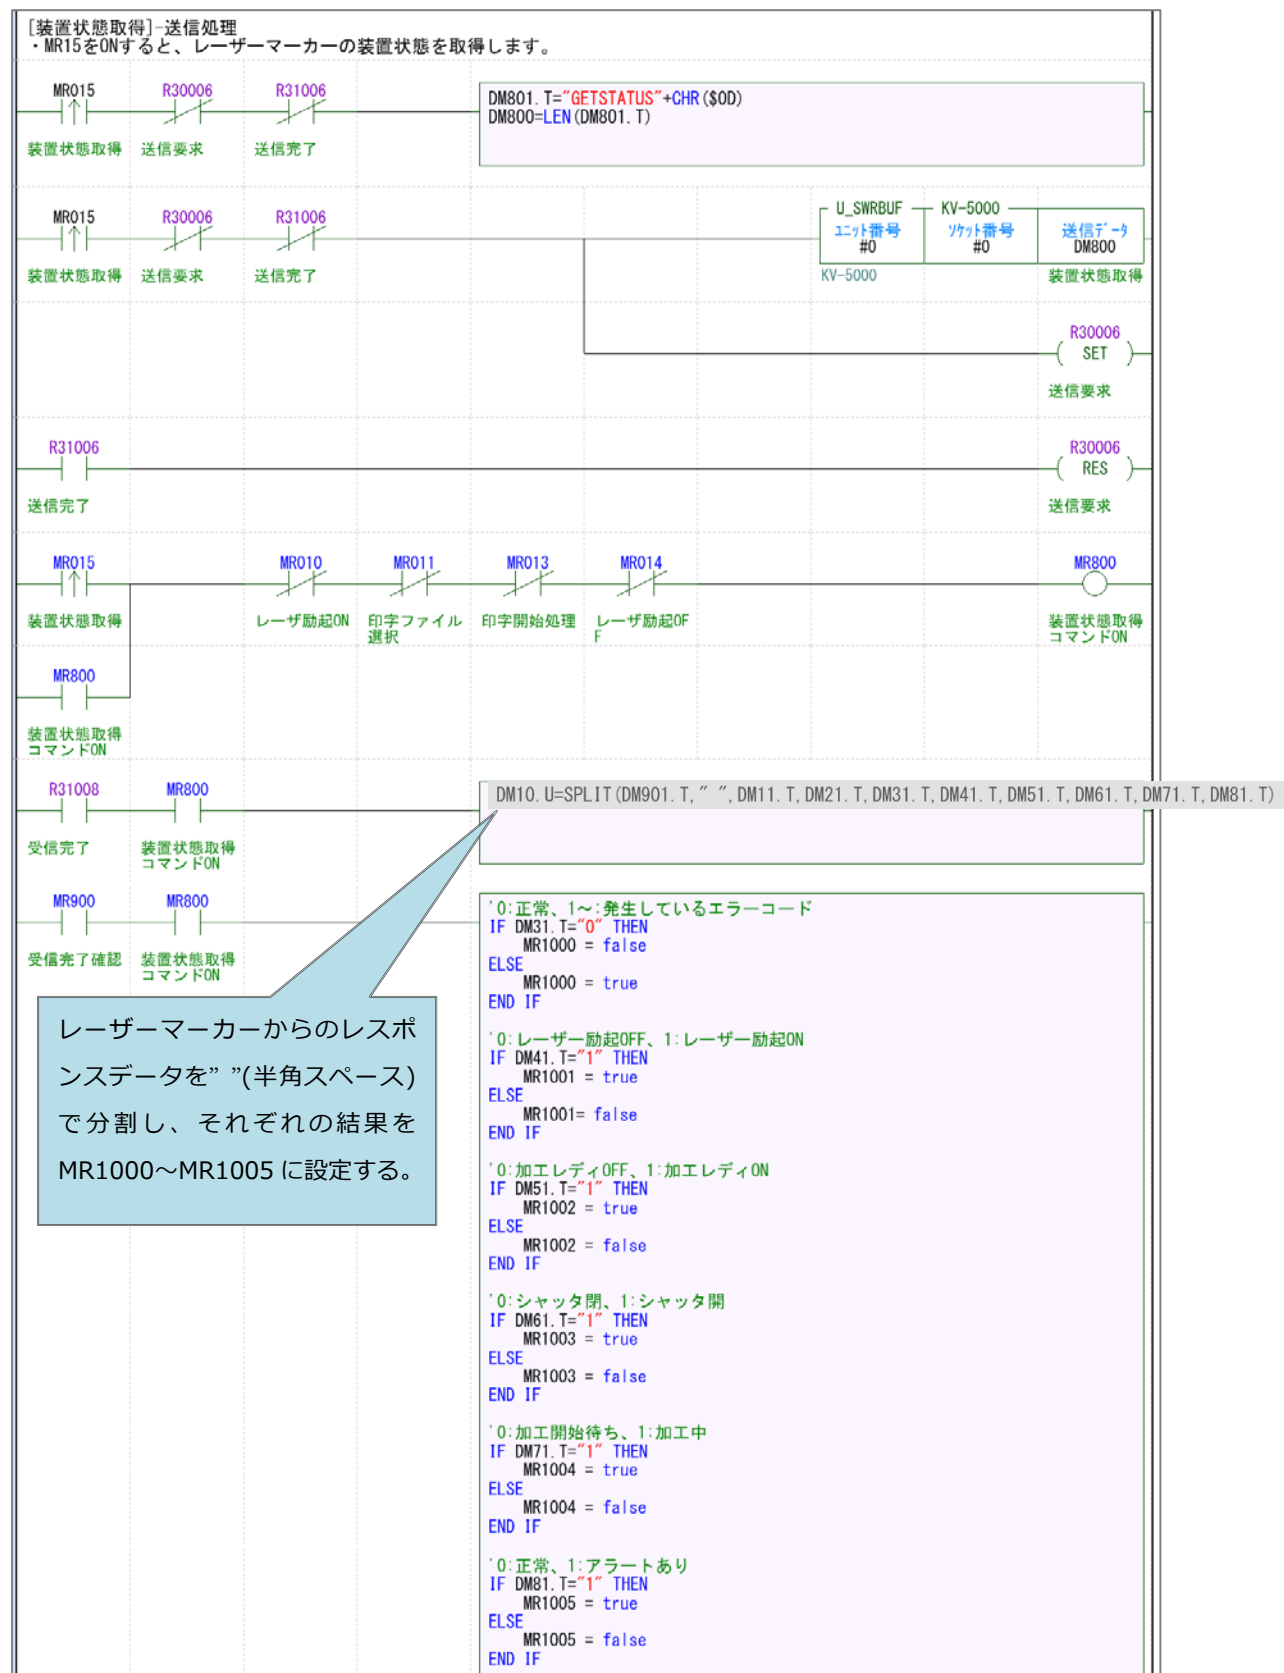 [装置状態取得]-送信処理
・MR15をONすると、レーザーマーカーの装置状態を取得します。
MR015 R30006 R31006
装置状態取得 送信要求 送信完了
DM801.T="GETSTATUS"+CHR($0D)
DM800=LEN(DM801.T)
MR015 R30006 R31006
装置状態取得 送信要求 送信完了
U_SWRBUF KV-5000
ﾕﾆｯﾄ番号 ｿｹｯﾄ番号 送信ﾃﾞｰﾀ
#0 #0 DM800
KV-5000 装置状態取得
R30006
SET
送信要求
R31006 R30006
RES
送信完了 送信要求
MR015 MR010 MR011 MR013 MR014 MR800
装置状態取得 レーザ励起ON 印字ファイル 印字開始処理 レーザ励起OF 装置状態取得
選択 F コマンドON
MR800
装置状態取得
コマンドON
R31008 MR800
受信完了 装置状態取得
コマンドON
DM10.U=SPLIT(DM901.T," ",DM11.T,DM21.T,DM31.T,DM41.T,DM51.T,DM61.T,DM71.T,DM81.T)
MR900 MR800
受信完了確認 装置状態取得
コマンドON
'0:正常、1～:発生しているエラーコード
IF DM31.T="0" THEN
MR1000 = false
ELSE
MR1000 = true
END IF
'0:レーザー励起OFF、1:レーザー励起ON
IF DM41.T="1" THEN
MR1001 = true
ELSE
MR1001= false
END IF
'0:加工レディOFF、1:加工レディON
IF DM51.T="1" THEN
MR1002 = true
ELSE
MR1002 = false
END IF
'0:シャッタ閉、1:シャッタ開
IF DM61.T="1" THEN
MR1003 = true
ELSE
MR1003 = false
END IF
'0:加工開始待ち、1:加工中
IF DM71.T="1" THEN
MR1004 = true
ELSE
MR1004 = false
END IF
'0:正常、1:アラートあり
IF DM81.T="1" THEN
MR1005 = true
ELSE
MR1005 = false
END IF
レーザーマーカーからのレスポ
ンスデータを” ”(半角スペース)
で分割し、それぞれの結果を
MR1000～MR1005 に設定する。